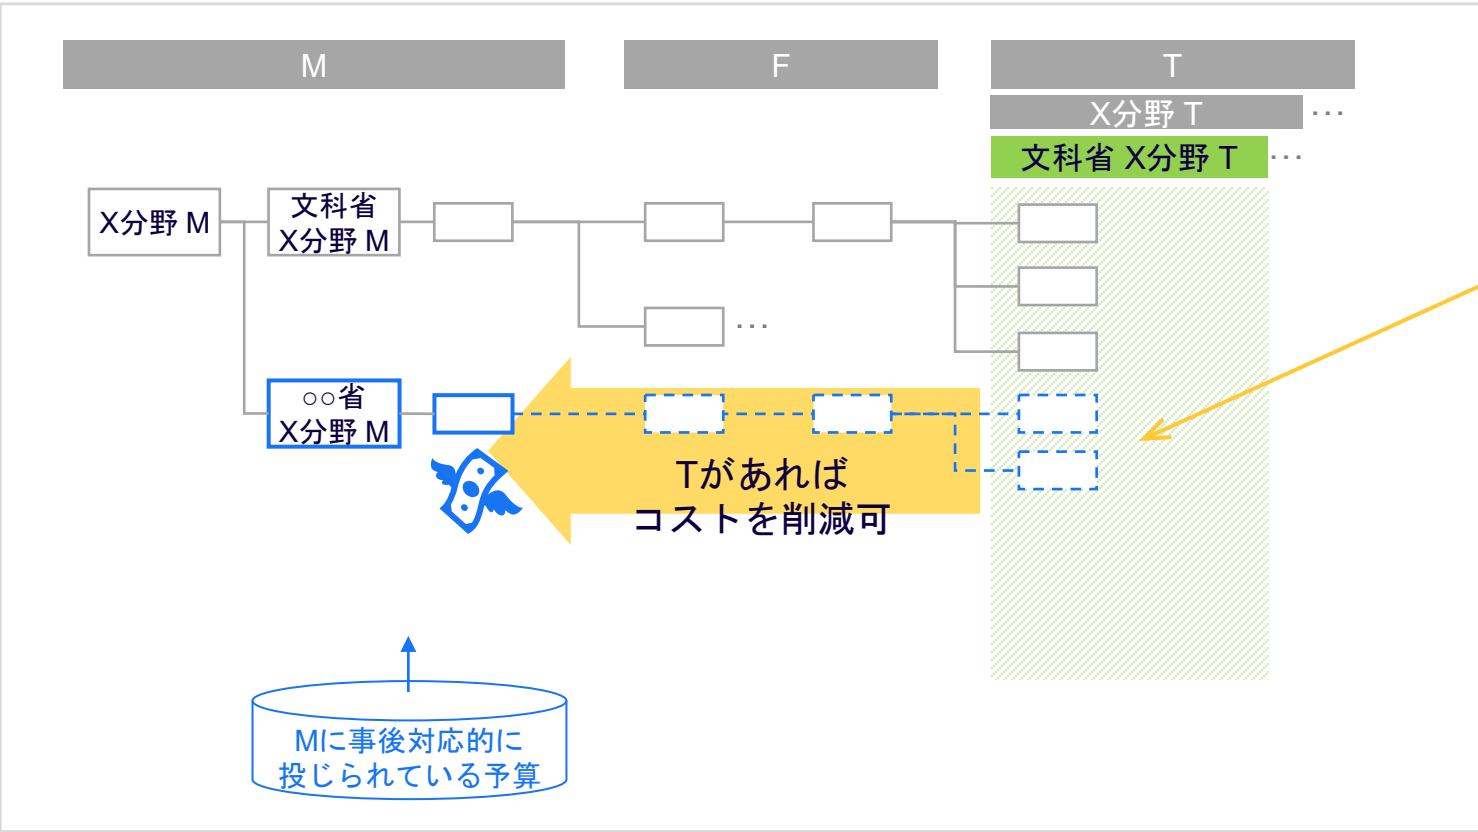 M
F
T
X分野 T
･･･
文科省 X分野 T
･･･
X分野 M
文科省
X分野 M
･･･
○○省
X分野 M
Tがあれば
コストを削減可
Mに事後対応的に
投じられている予算